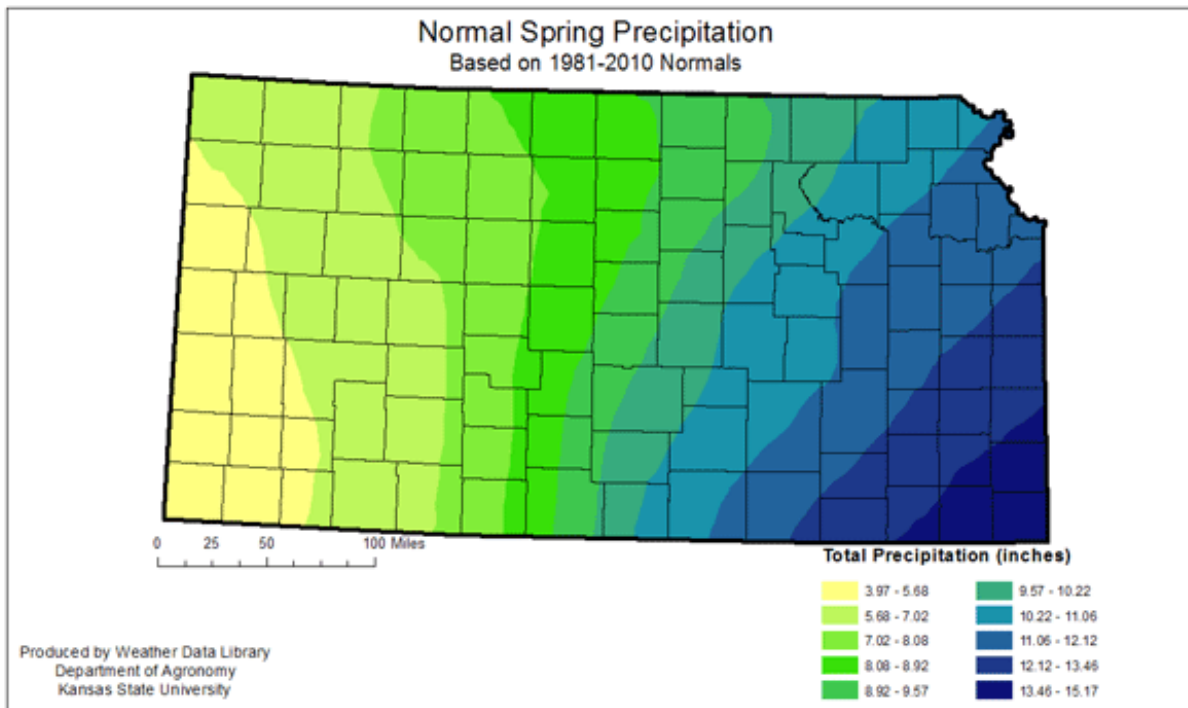 Normal Spring Precipitation
Based on 1981-2010 Normals
0 25 50 100 Miles
Total Precipitation (inches)
3.97 - 5.68
5.68 - 7.02
7.02 - 8.08
8.08 - 8.92
8.92 - 9.57
9.57 - 10.22
10.22 - 11.06
11.06 - 12.12
12.12 - 13.46
13.46 - 15.17
Produced by Weather Data Library
Department of Agronomy
Kansas State University